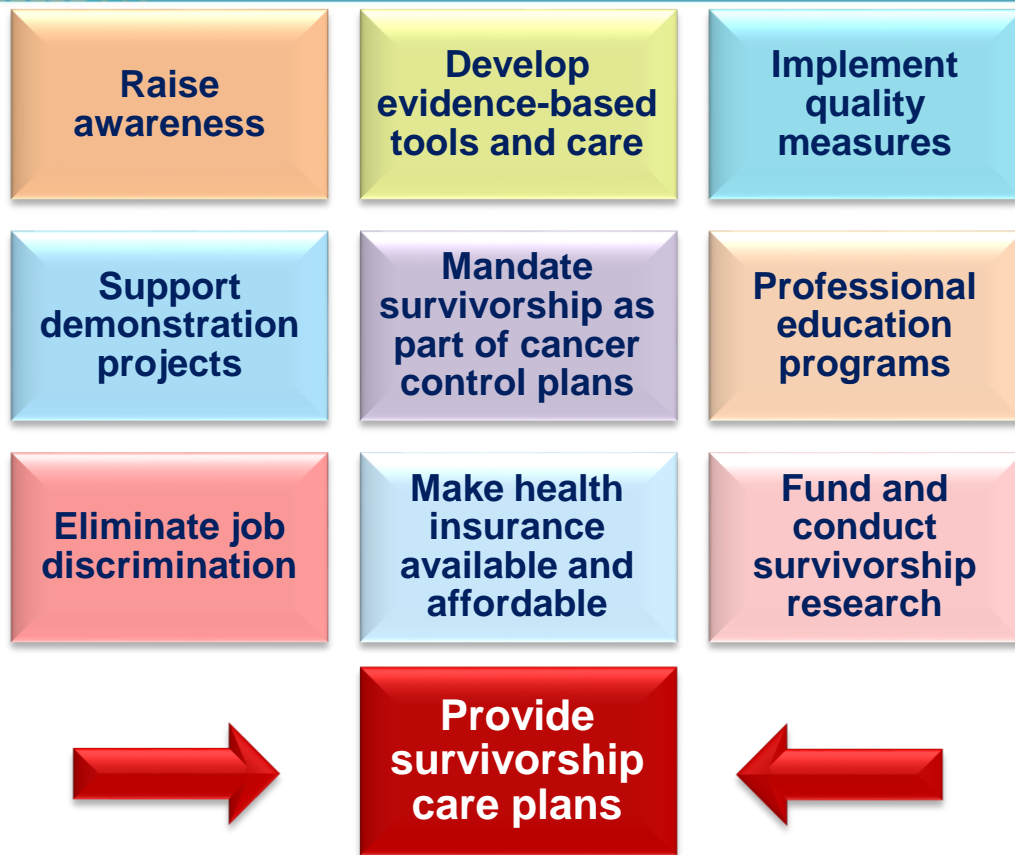 Raise
awareness
Develop
evidence-based
tools and care
Implement
quality
measures
Support
demonstration
projects
Mandate
survivorship as
part of cancer
control plans
Professional
education
programs
Eliminate job
discrimination
Make health
insurance
available and
affordable
Fund and
conduct
survivorship
research
Provide
survivorship
care plans